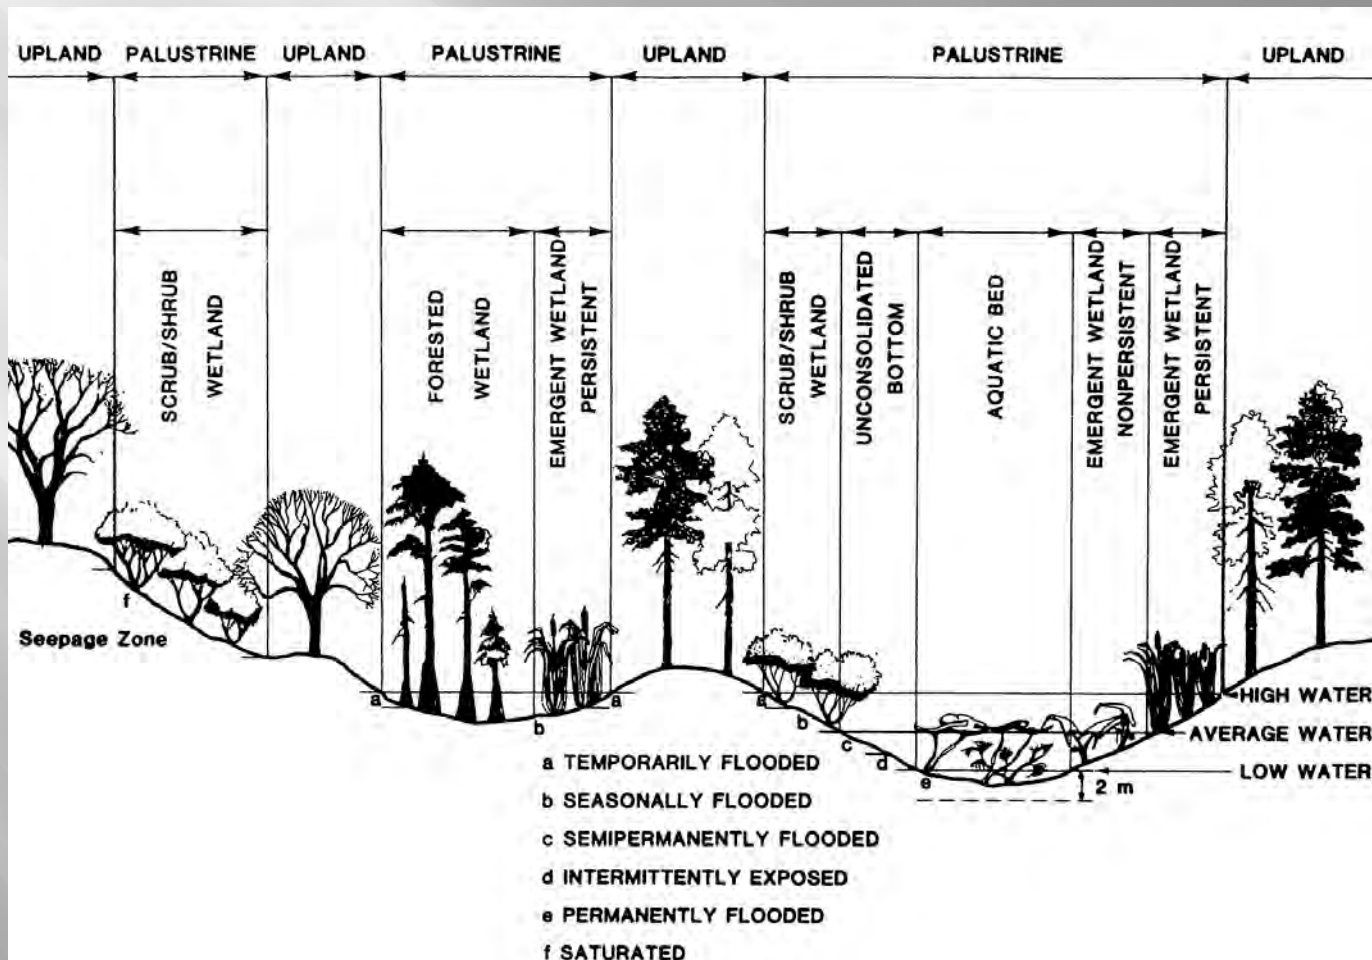 UPLAND PALUSTRINE UPLAND PALUSTRINE UPLAND PALUSTRINE UPLAND
SCRUB/SHRUB
WETLAND
FORESTED
WETLAND
EMERGENT WETLAND
PERSISTENT
SCRUB/SHRUB
WETLAND
UNCONSOLIDATED
BOTTOM
AQUATIC BED
EMERGENT WETLAND
NONPERSISTENT
EMERGENT WETLAND
PERSISTENT
f
Seepage Zone
a
b
a
a
b
c
d
e
HIGH WATER
AVERAGE WATER
LOW WATER
2 m
a TEMPORARILY FLOODED
b SEASONALLY FLOODED
c SEMIPERMANENTLY FLOODED
d INTERMITTENTLY EXPOSED
e PERMANENTLY FLOODED
f SATURATED